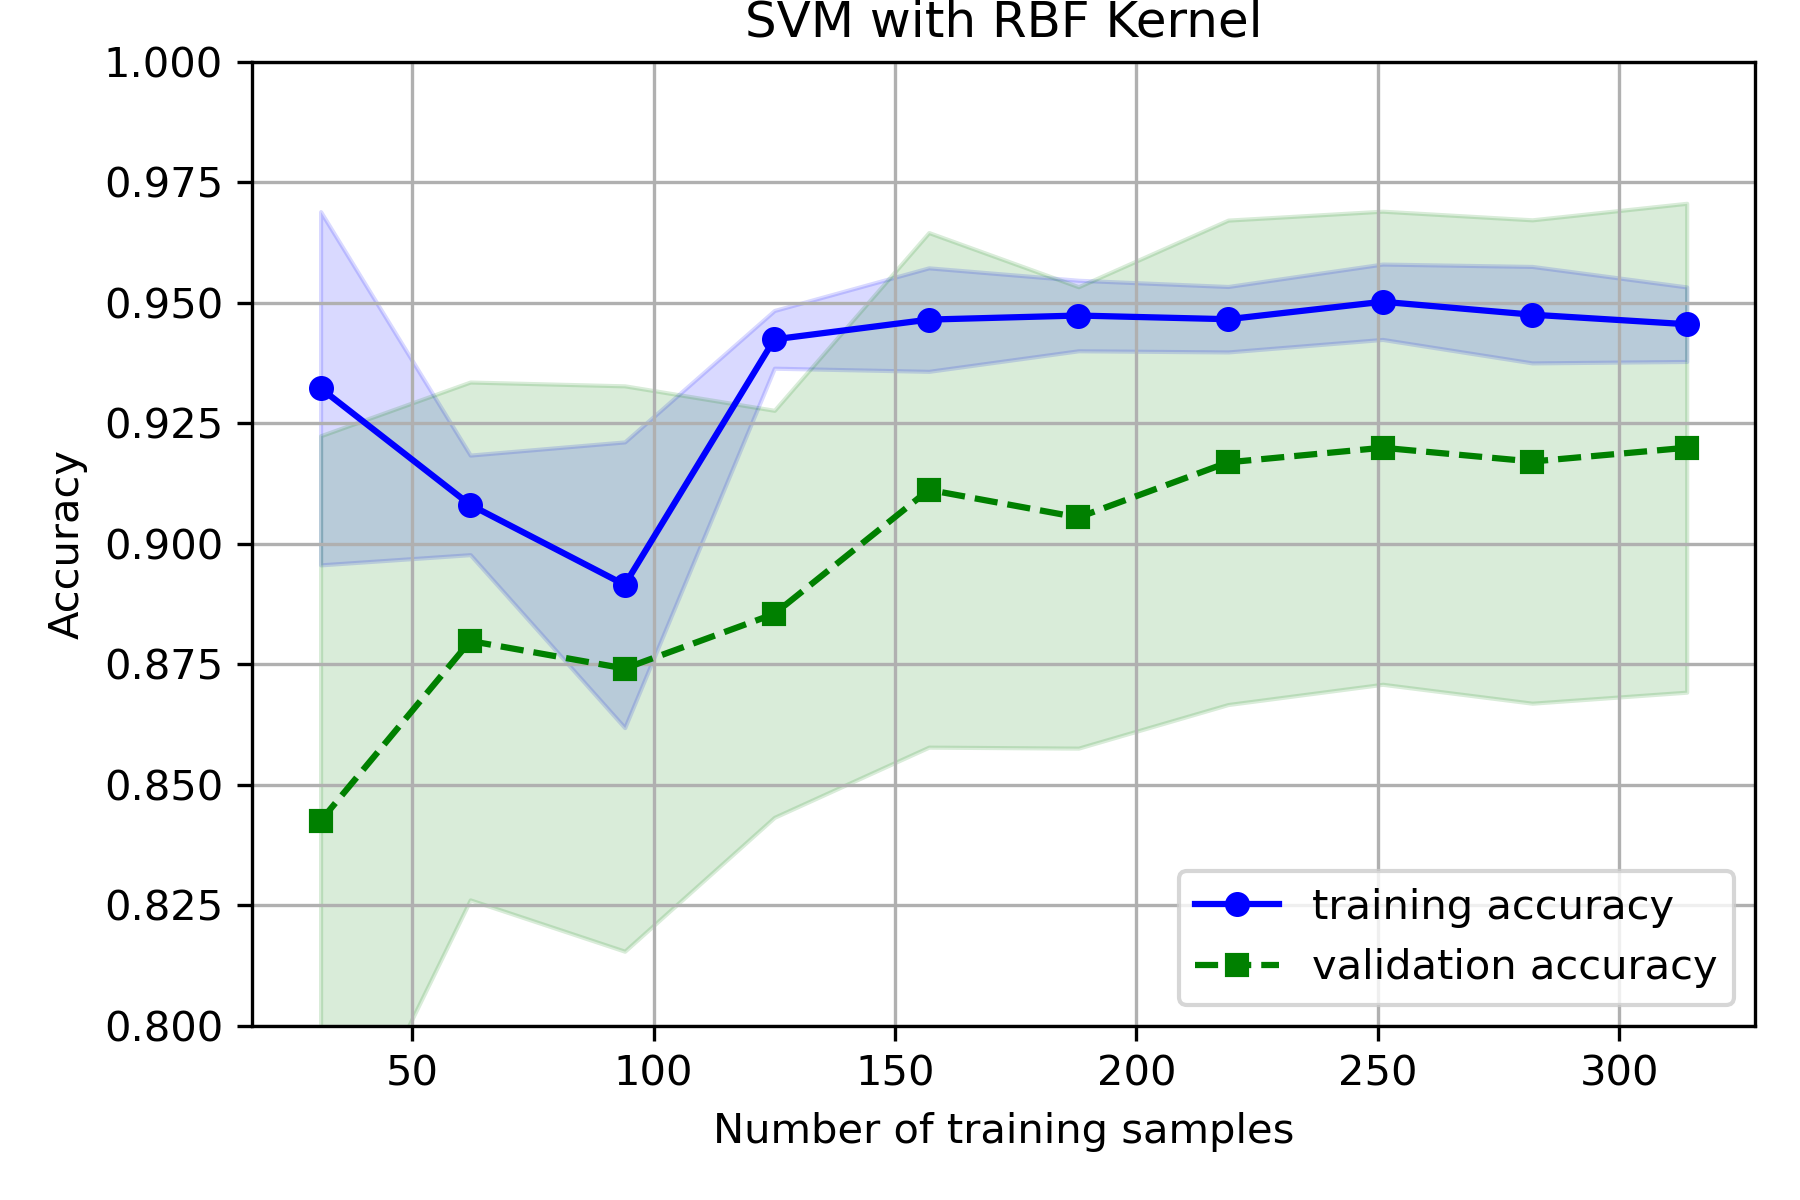 SVM with RBF Kernel
1.000
0.975
0.950
0.925
0.900
0.875
0.850
0.825
0.800
Accuracy
50 100 150 200 250 300
Number of training samples
training accuracy
validation accuracy